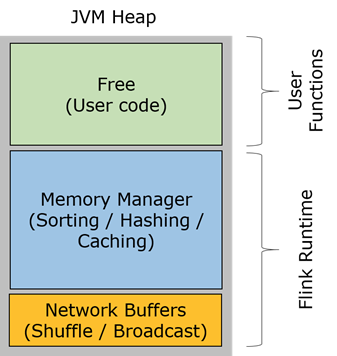 JVM Heap
Free
(User code)
User
Functions
Memory Manager
(Sorting / Hashing /
Caching)
Flink Runtime
Network Buffers
(Shuffle / Broadcast)